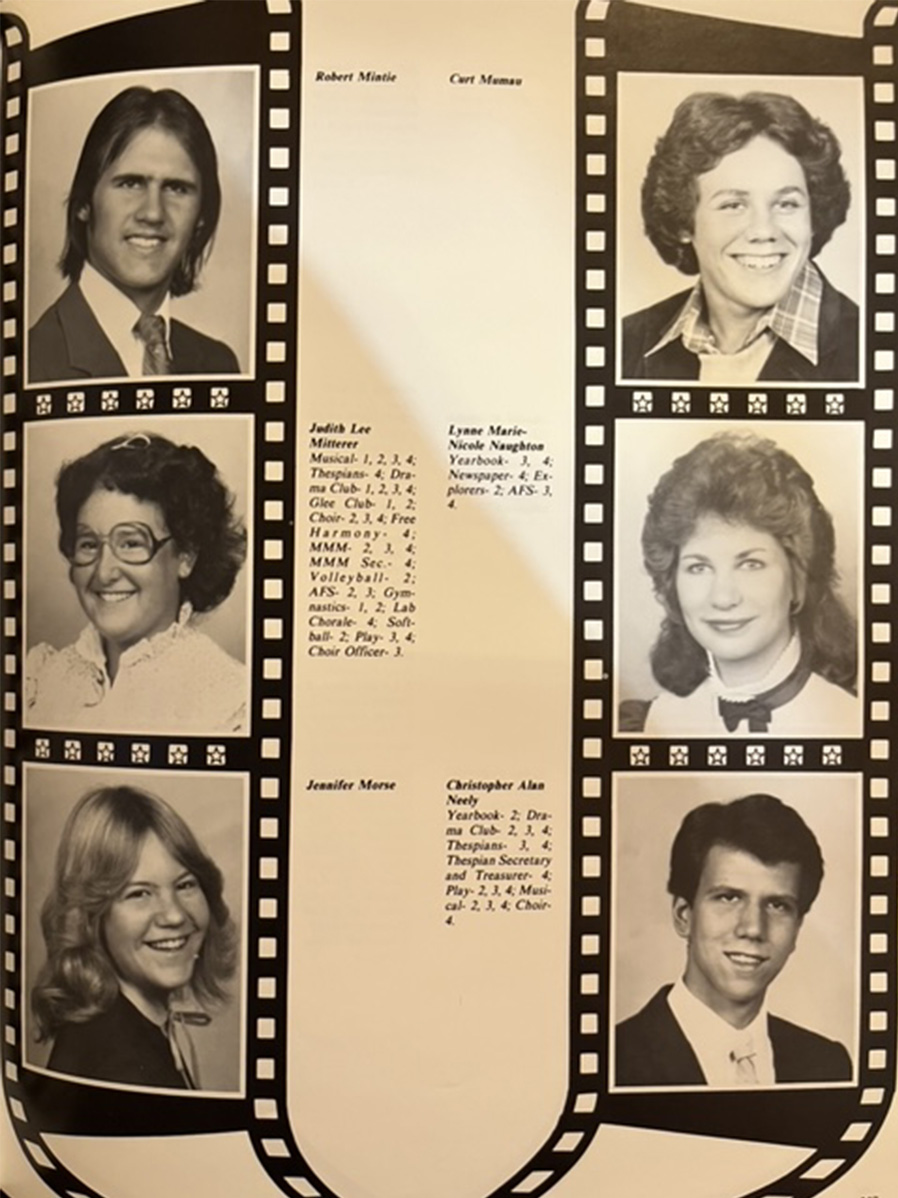 Robert Mintie
Curt Mumau
Judith Lee
Mitterer
Musical- 1, 2, 3, 4;
Thespians- 4; Dra-
ma Club- 1, 2, 3, 4;
Glee Club- 1, 2;
Choir- 2, 3, 4; Free
Harmony- 4;
MMM- 2, 3, 4;
MMM Sec.- 4;
Volleyball- 2;
AFS- 2, 3; Gym-
nastics- 1, 2; Lab
Chorale- 4; Soft-
ball- 2; Play- 3, 4;
Choir Officer- 3.
Lynne Marie-
Nicole Naughton
Yearbook- 3, 4;
Newspaper- 4; Ex-
plorers- 2; AFS- 3,
4.
Jennifer Morse
Christopher Alan
Neely
Yearbook- 2; Dra-
ma Club- 2, 3, 4;
Thespians- 3, 4;
Thespian Secretary
and Treasurer- 4;
Play- 2, 3, 4; Musi-
cal- 2, 3, 4; Choir-
4.